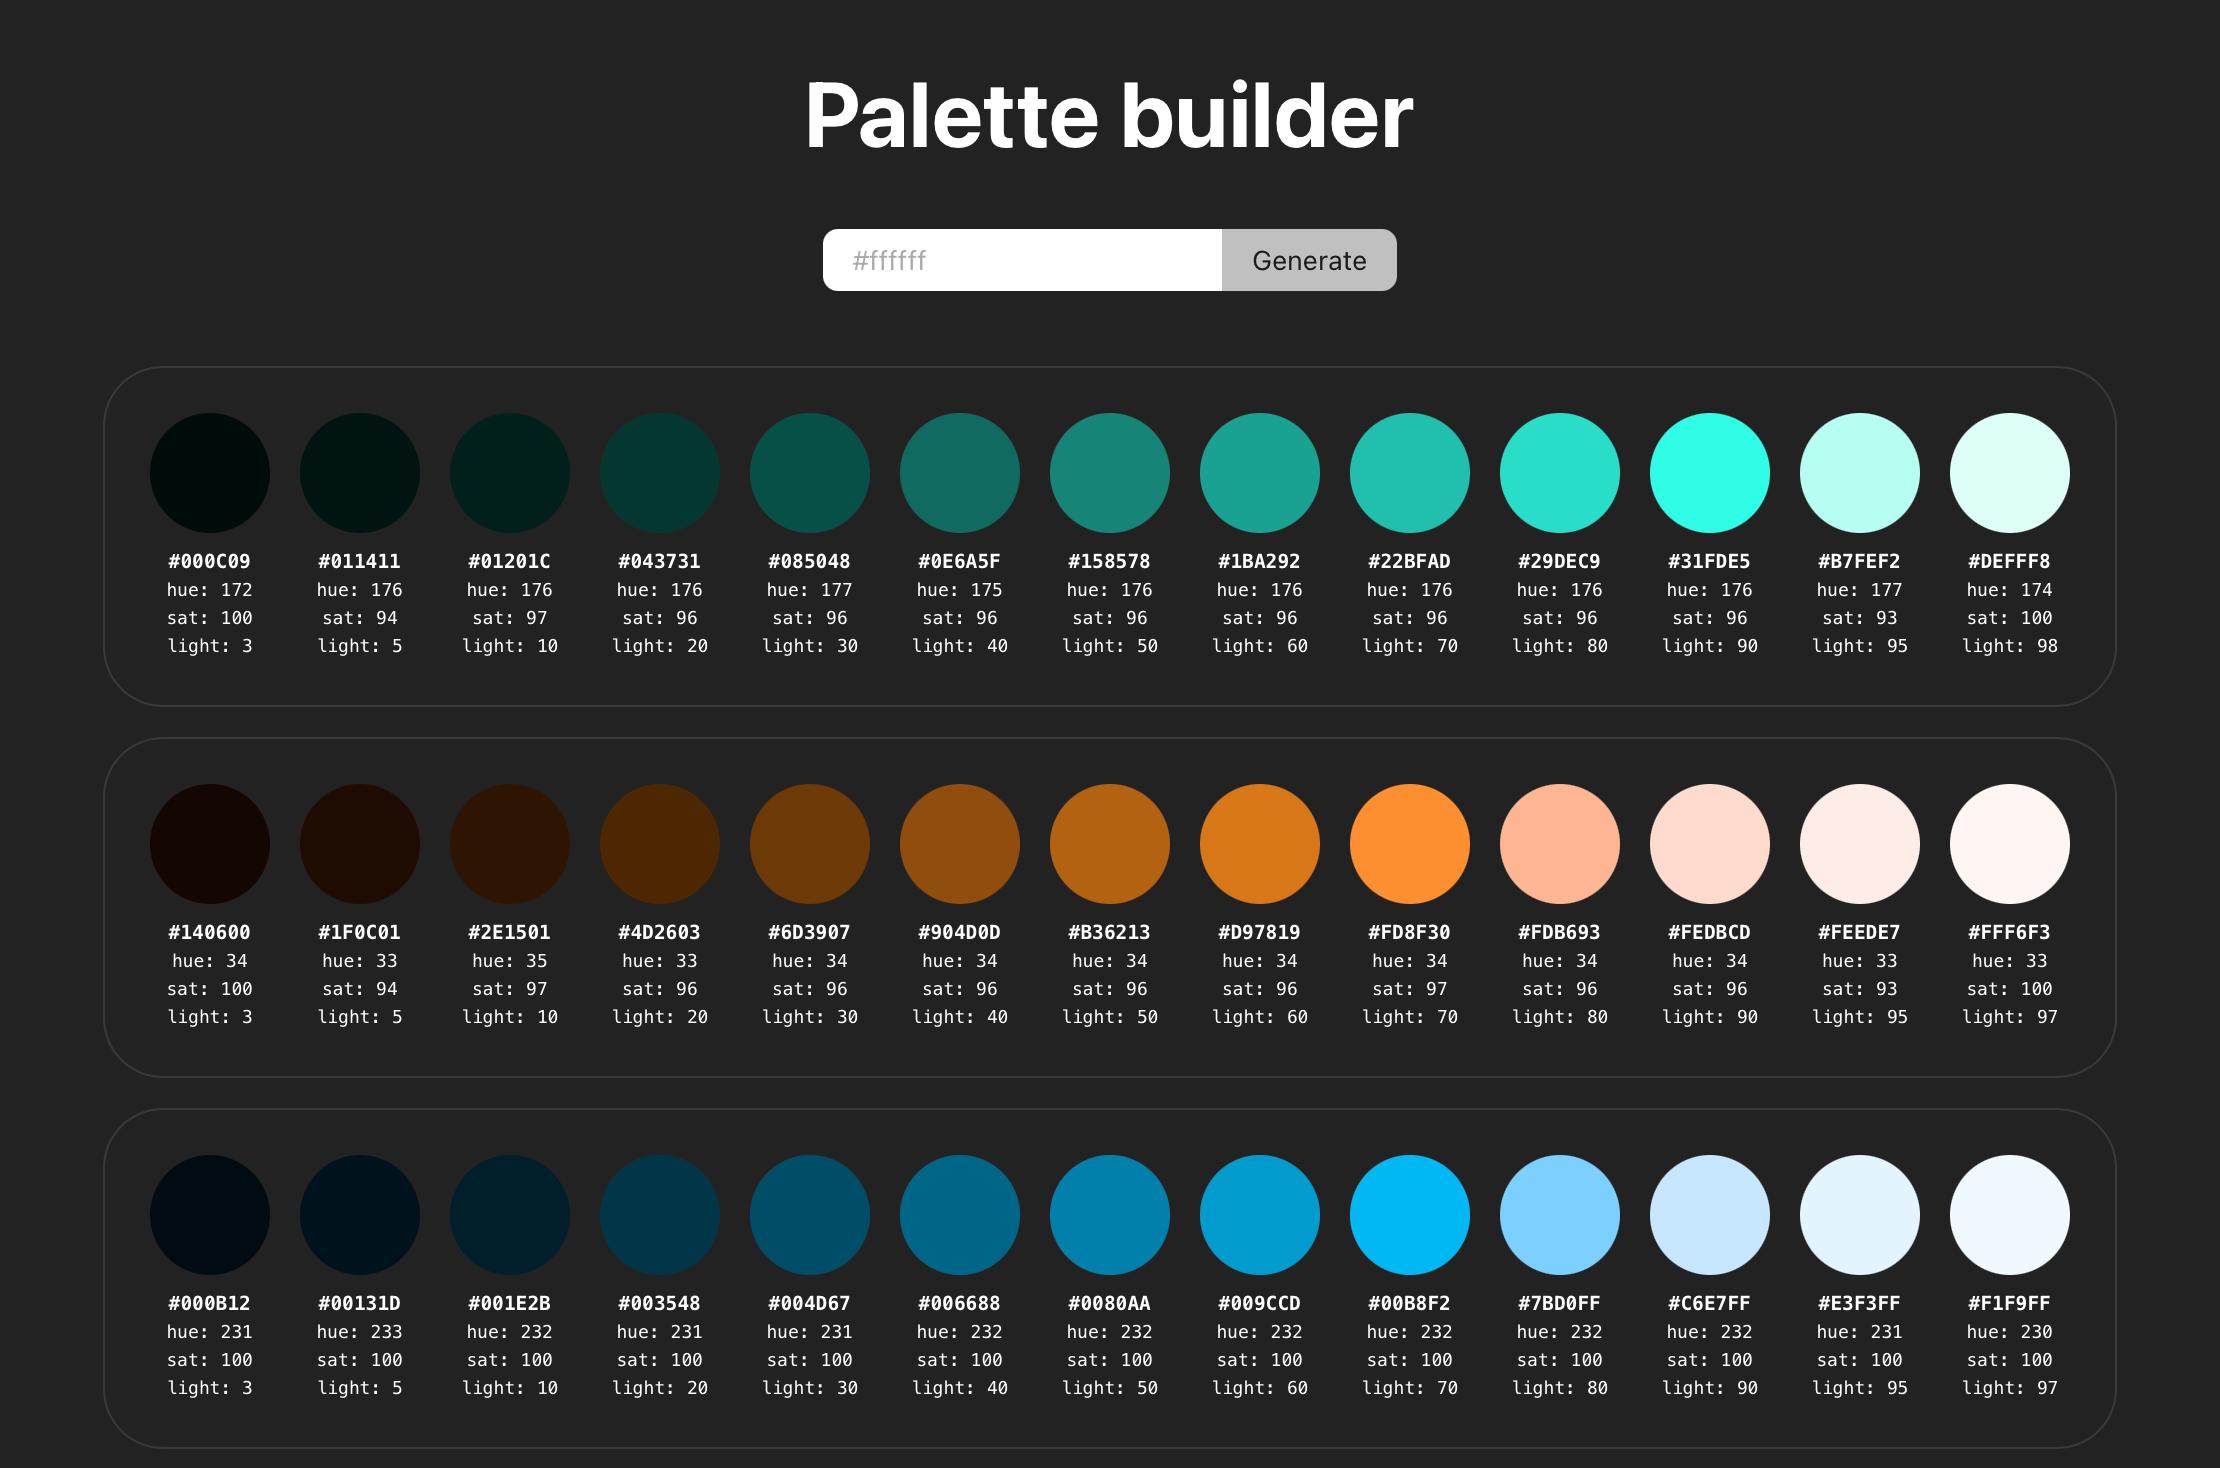 Palette builder
#ffffff Generate
#000C09 #011411 #01201C #043731 #085048 #0E6A5F #158578 #1BA292 #22BFAD #29DEC9 #31FDE5 #B7FEF2 #DEFFF8
hue: 172 hue: 176 hue: 176 hue: 176 hue: 177 hue: 175 hue: 176 hue: 176 hue: 176 hue: 176 hue: 176 hue: 177 hue: 174
sat: 100 sat: 94 sat: 97 sat: 96 sat: 96 sat: 96 sat: 96 sat: 96 sat: 96 sat: 96 sat: 96 sat: 93 sat: 100
light: 3 light: 5 light: 10 light: 20 light: 30 light: 40 light: 50 light: 60 light: 70 light: 80 light: 90 light: 95 light: 98
#140600 #1F0C01 #2E1501 #4D2603 #6D3907 #904D0D #B36213 #D97819 #FD8F30 #FDB693 #FEDBCD #FEEDE7 #FFF6F3
hue: 34 hue: 33 hue: 35 hue: 33 hue: 34 hue: 34 hue: 34 hue: 34 hue: 34 hue: 34 hue: 34 hue: 33 hue: 33
sat: 100 sat: 94 sat: 97 sat: 96 sat: 96 sat: 96 sat: 96 sat: 96 sat: 97 sat: 96 sat: 96 sat: 93 sat: 100
light: 3 light: 5 light: 10 light: 20 light: 30 light: 40 light: 50 light: 60 light: 70 light: 80 light: 90 light: 95 light: 97
#000B12 #00131D #001E2B #003548 #004D67 #006688 #0080AA #009CCD #00B8F2 #7BD0FF #C6E7FF #E3F3FF #F1F9FF
hue: 231 hue: 233 hue: 232 hue: 231 hue: 231 hue: 232 hue: 232 hue: 232 hue: 232 hue: 232 hue: 232 hue: 231 hue: 230
sat: 100 sat: 100 sat: 100 sat: 100 sat: 100 sat: 100 sat: 100 sat: 100 sat: 100 sat: 100 sat: 100 sat: 100 sat: 100
light: 3 light: 5 light: 10 light: 20 light: 30 light: 40 light: 50 light: 60 light: 70 light: 80 light: 90 light: 95 light: 97